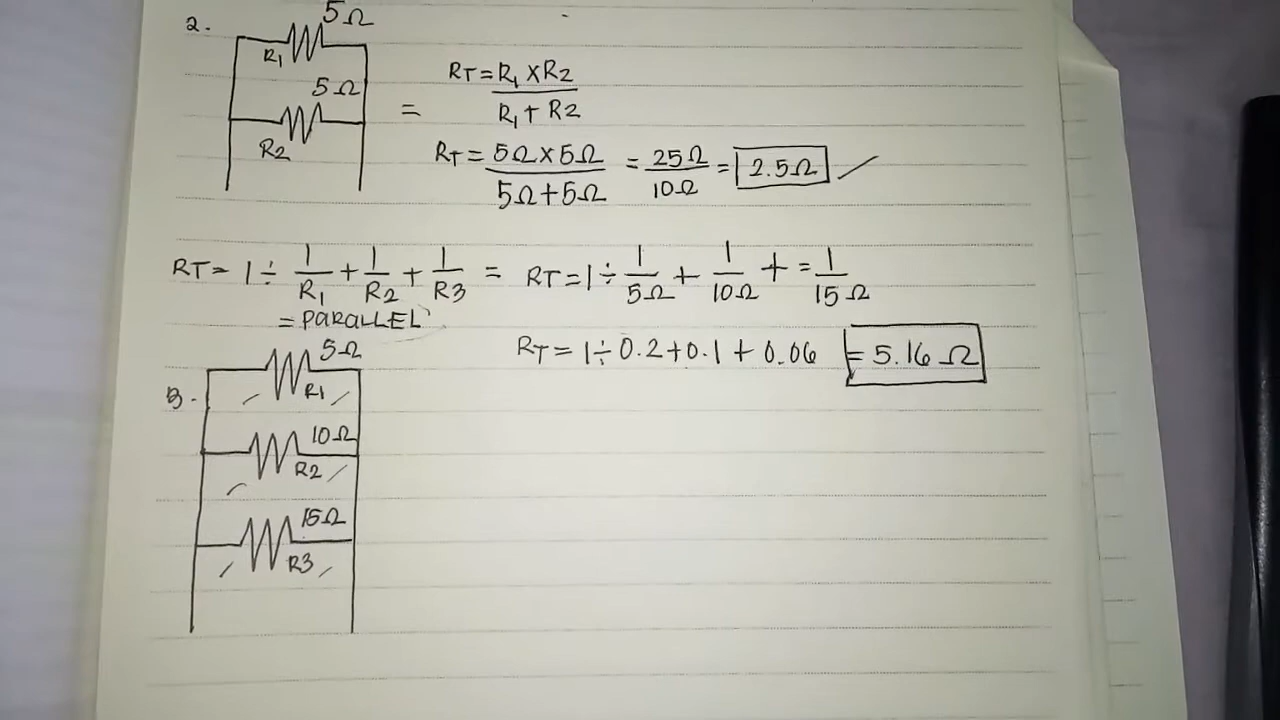 2.
5Ω
R1
5Ω
R2
=
RT = R1 X R2
R1 + R2
RT = 5Ω X 5Ω = 25Ω = 2.5Ω
5Ω + 5Ω 10Ω
RT = 1 ÷ 1 + 1 + 1 = RT = 1 ÷ 1 + 1 + = 1
R1 R2 R3 5Ω 10Ω 15Ω
= PARALLEL
RT = 1 ÷ 0.2 + 0.1 + 0.06 = 5.16 Ω
3.
5Ω
R1
10Ω
R2
15Ω
R3